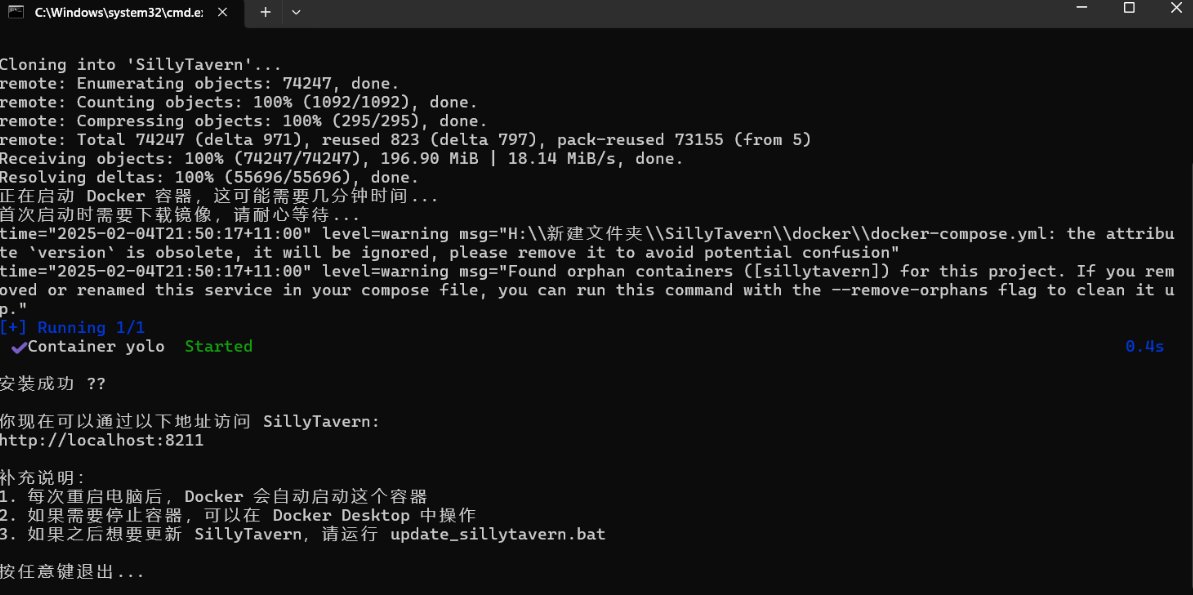 C:\Windows\system32\cmd.e
Cloning into 'SillyTavern'...
remote: Enumerating objects: 74247, done.
remote: Counting objects: 100% (1092/1092), done.
remote: Compressing objects: 100% (295/295), done.
remote: Total 74247 (delta 971), reused 823 (delta 797), pack-reused 73155 (from 5)
Receiving objects: 100% (74247/74247), 196.90 MiB | 18.14 MiB/s, done.
Resolving deltas: 100% (55696/55696), done.
正在启动 Docker 容器，这可能需要几分钟时间...
首次启动时需要下载镜像，请耐心等待...
time="2025-02-04T21:50:17+11:00" level=warning msg="H:\\新建文件夹\\SillyTavern\\docker\\docker-compose.yml: the attribu
te `version` is obsolete, it will be ignored, please remove it to avoid potential confusion"
time="2025-02-04T21:50:17+11:00" level=warning msg="Found orphan containers ([sillytavern]) for this project. If you rem
oved or renamed this service in your compose file, you can run this command with the --remove-orphans flag to clean it u
p."
[+] Running 1/1
✔Container yolo  Started 0.4s
安装成功 ??
你现在可以通过以下地址访问 SillyTavern:
http://localhost:8211
补充说明:
1. 每次重启电脑后，Docker 会自动启动这个容器
2. 如果需要停止容器，可以在 Docker Desktop 中操作
3. 如果之后想要更新 SillyTavern，请运行 update_sillytavern.bat
按任意键退出...